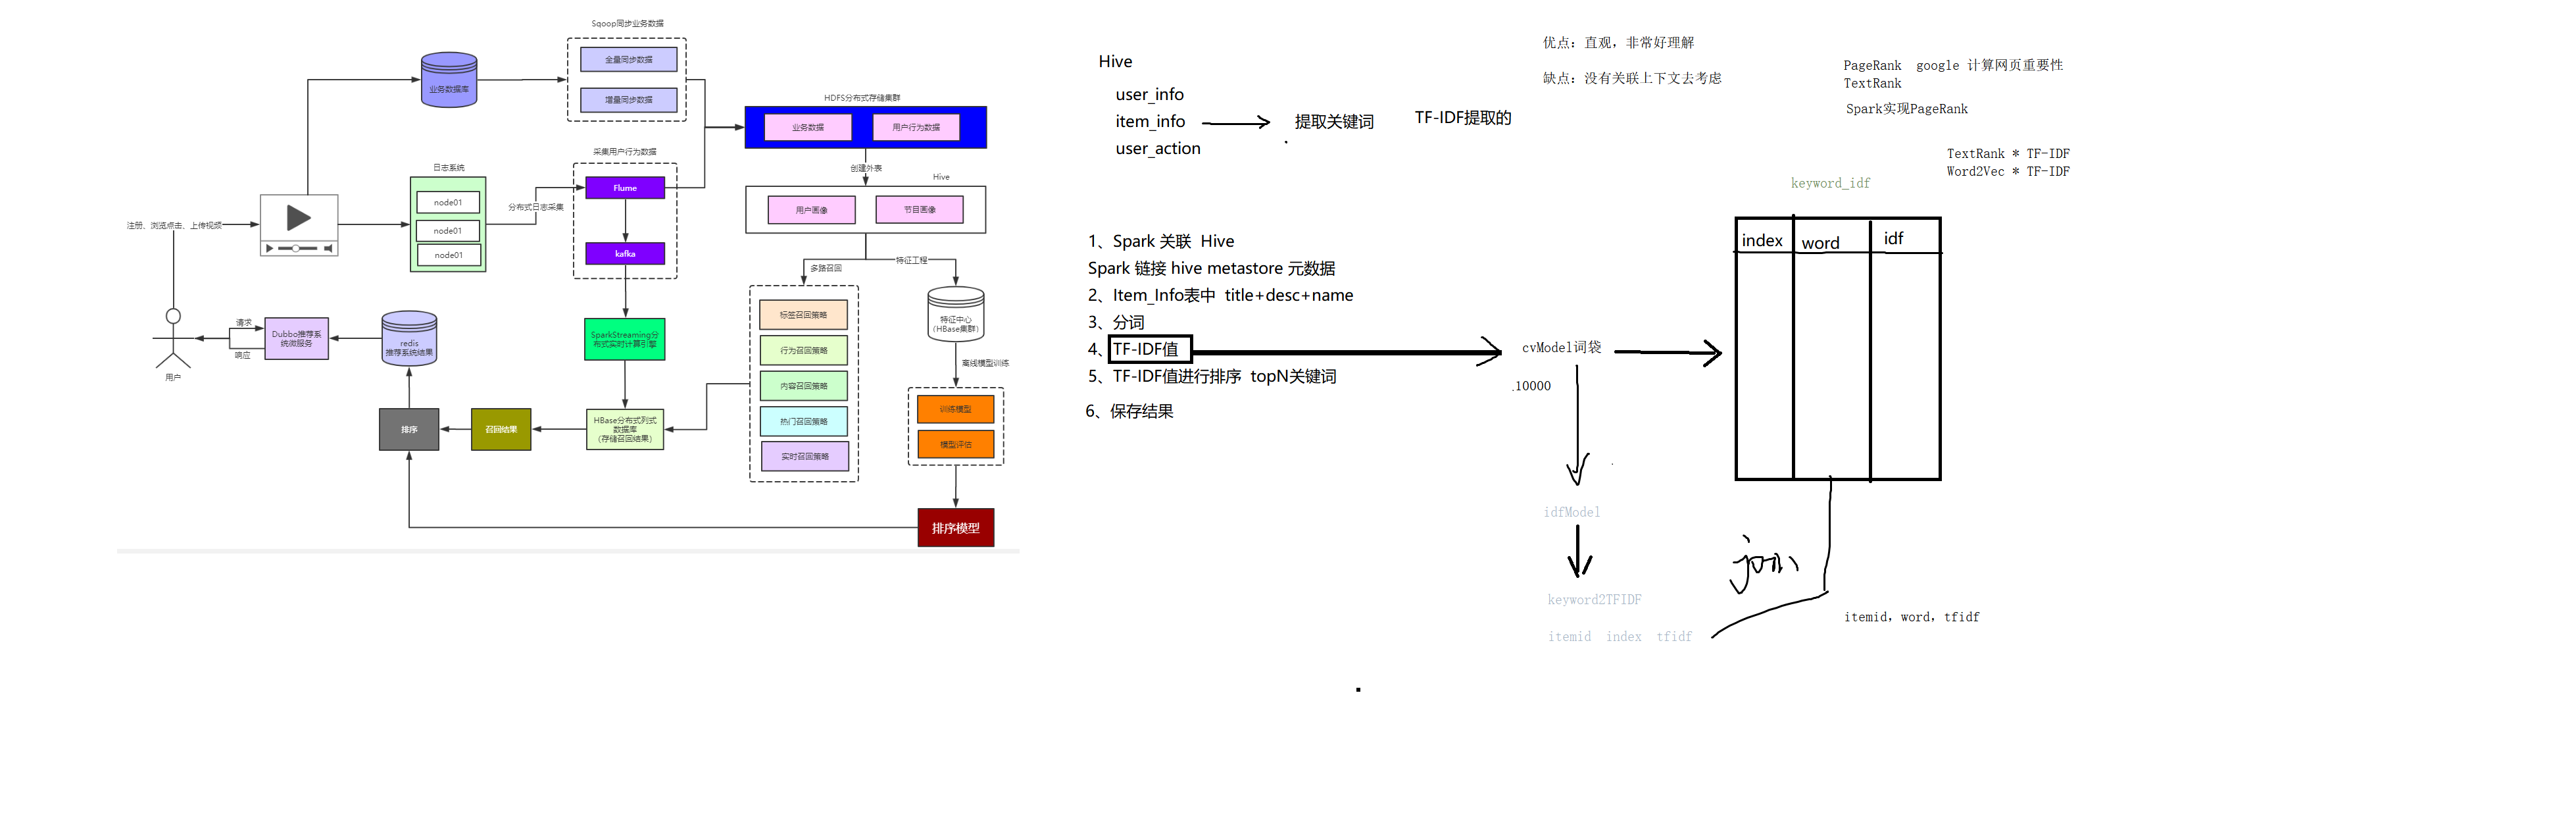 Sqoop同步业务数据
全量同步数据
增量同步数据
业务数据库
HDFS分布式存储集群
业务数据
用户行为数据
创建外表
Hive
用户画像
节目画像
日志系统
node01
node01
node01
采集用户行为数据
Flume
分布式日志采集
kafka
注册、浏览点击、上传视频
多路召回
特征工程
标签召回策略
行为召回策略
内容召回策略
热门召回策略
实时召回策略
特征中心
(HBase集群)
离线模型训练
训练模型
模型评估
排序模型
SparkStreaming分
布式实时计算引擎
HBase分布式列式
数据库
(存储召回结果)
召回结果
排序
redis
推荐系统结果
Dubbo推荐系
统微服务
请求
响应
用户
Hive
user_info
item_info
user_action
提取关键词
TF-IDF提取的
优点：直观，非常好理解
缺点：没有关联上下文去考虑
PageRank google 计算网页重要性
TextRank
Spark实现PageRank
TextRank * TF-IDF
Word2Vec * TF-IDF
keyword_idf
index word idf
1、Spark 关联 Hive
Spark 链接 hive metastore 元数据
2、Item_Info表中 title+desc+name
3、分词
4、TF-IDF值
5、TF-IDF值进行排序 topN关键词
6、保存结果
cvModel词袋
.10000
idfModel
keyword2TFIDF
itemid index tfidf
join
itemid, word, tfidf